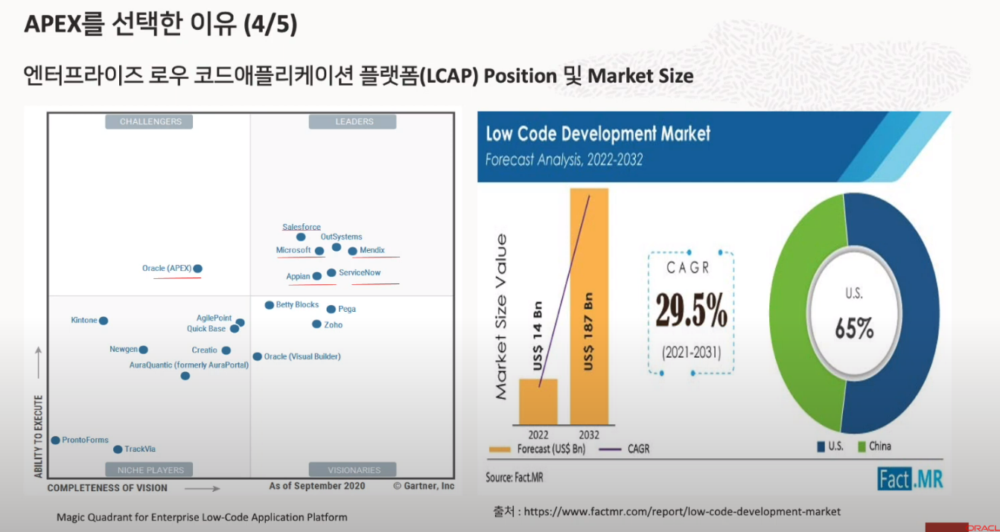 APEX를 선택한 이유 (4/5)
엔터프라이즈 로우 코드애플리케이션 플랫폼(LCAP) Position 및 Market Size
CHALLENGERS
LEADERS
Salesforce
OutSystems
Microsoft
Mendix
Oracle (APEX)
Appian
ServiceNow
Betty Blocks
Pega
Kintone
AgilePoint
Quick Base
Zoho
Newgen
Creatio
Oracle (Visual Builder)
AuraQuantic (formerly AuraPortal)
ProntoForms
TrackVia
NICHE PLAYERS
VISIONARIES
ABILITY TO EXECUTE
COMPLETENESS OF VISION
As of September 2020
© Gartner, Inc
Magic Quadrant for Enterprise Low-Code Application Platform
Low Code Development Market
Forecast Analysis, 2022-2032
Market Size Value
US$ 14 Bn
US$ 187 Bn
2022
2032
Forecast (US$ Bn)
CAGR
CAGR
29.5%
(2021-2031)
U.S.
65%
U.S.
China
Source: Fact.MR
Fact.MR
출처 : https://www.factmr.com/report/low-code-development-market